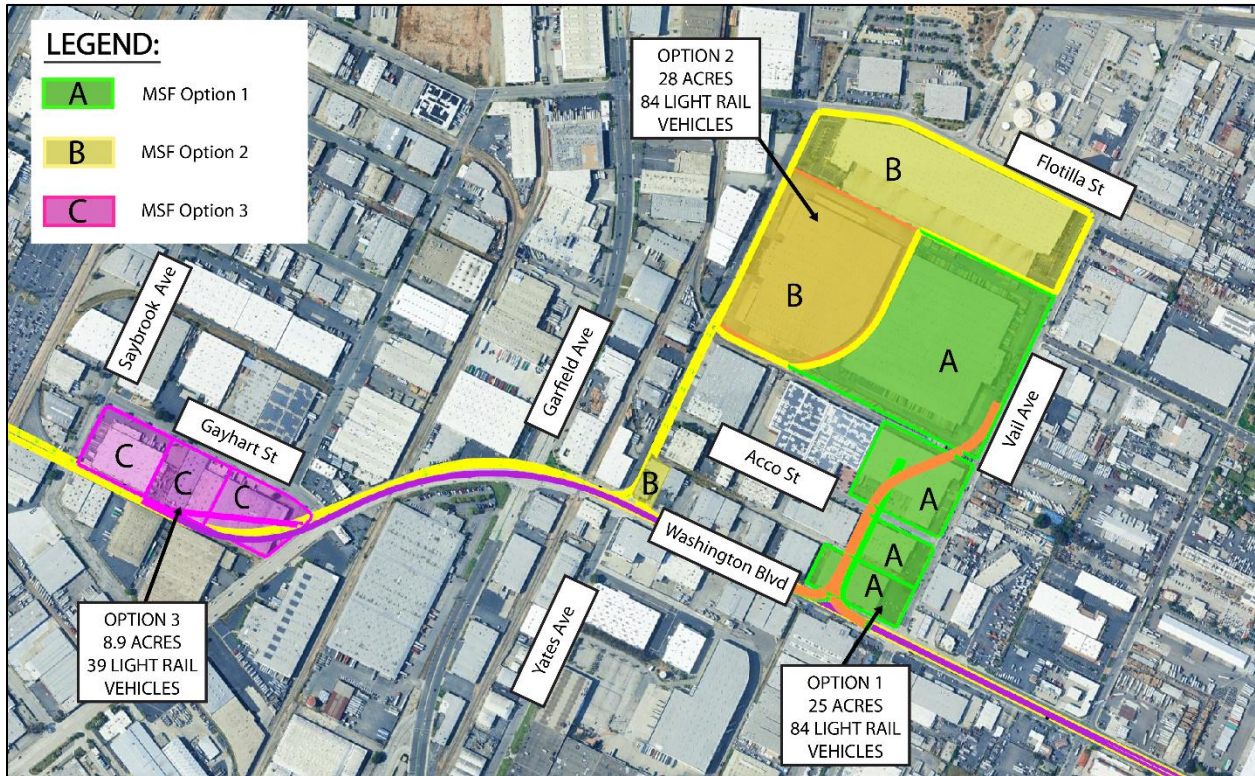 LEGEND:
A
MSF Option 1
B
MSF Option 2
C
MSF Option 3
OPTION 2
28 ACRES
84 LIGHT RAIL
VEHICLES
B
Flotilla St
B
A
Saybrook Ave
Garfield Ave
Vail Ave
Gayhart St
C
C
C
Acco St
A
B
Washington Blvd
A
A
OPTION 3
8.9 ACRES
39 LIGHT RAIL
VEHICLES
Yates Ave
OPTION 1
25 ACRES
84 LIGHT RAIL
VEHICLES